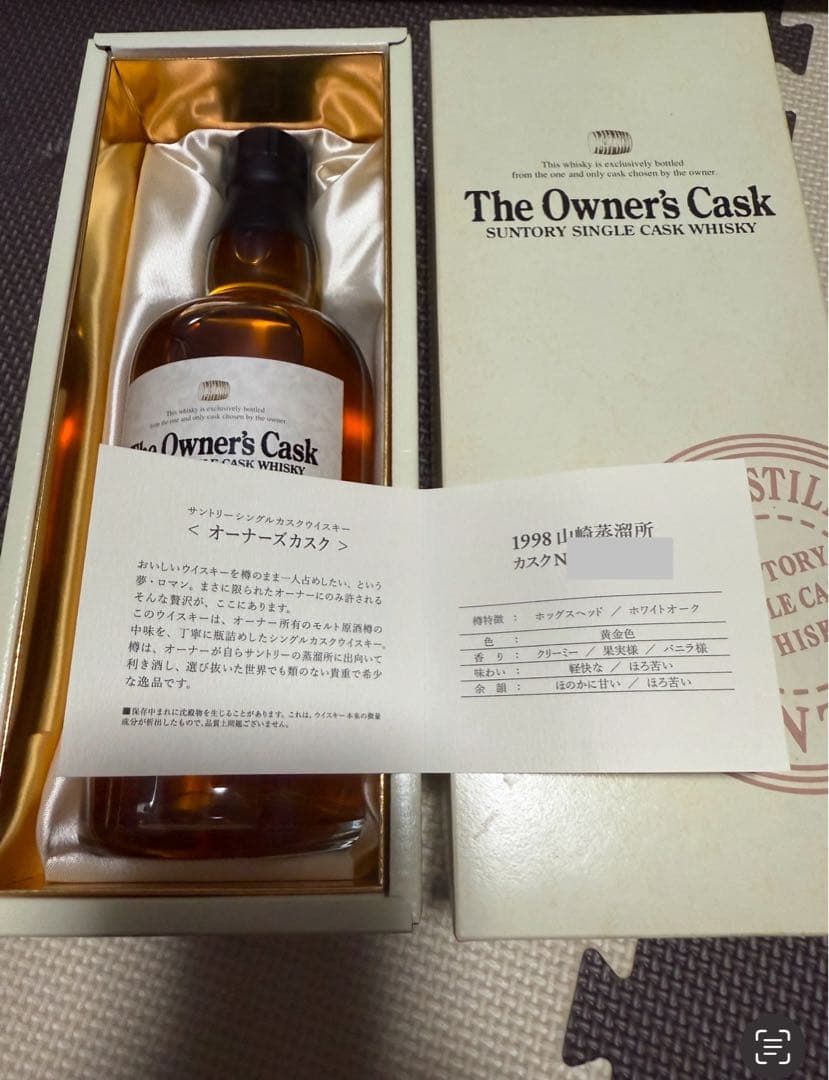 This whisky is exclusively bottled
from the one and only cask chosen by the owner.
The Owner's Cask
SUNTORY SINGLE CASK WHISKY
This whisky is exclusively bottled
from the one and only cask chosen by the owner
The Owner's Cask
CASK WHISKY
サントリーシングルカスクウイスキー
< オーナーズカスク >
おいしいウイスキーを樽のまま一人占めしたい、という
夢・ロマン。まさに限られたオーナーにのみ許される
そんな贅沢が、ここにあります。
このウイスキーは、オーナー所有のモルト原酒樽の
中味を、丁寧に瓶詰めしたシングルカスクウイスキー。
樽は、オーナーが自らサントリーの蒸溜所に出向いて
利き酒し、選び抜いた世界でも類のない貴重で希少
な逸品です。
■保存中まれに沈殿物を生じることがあります。これは、ウイスキー本来の微量
成分が析出したもので、品質上問題ございません。
1998 山崎蒸溜所
カスクN
樽特徴 : ホッグスヘッド / ホワイトオーク
色 : 黄金色
香り : クリーミー / 果実様 / バニラ様
味わい : 軽快な / ほろ苦い
余韻 : ほのかに甘い / ほろ苦い